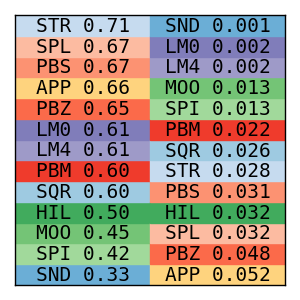 STR 0.71 SND 0.001
SPL 0.67 LM0 0.002
PBS 0.67 LM4 0.002
APP 0.66 MOO 0.013
PBZ 0.65 SPI 0.013
LM0 0.61 PBM 0.022
LM4 0.61 SQR 0.026
PBM 0.60 STR 0.028
SQR 0.60 PBS 0.031
HIL 0.50 HIL 0.032
MOO 0.45 SPL 0.032
SPI 0.42 PBZ 0.048
SND 0.33 APP 0.052